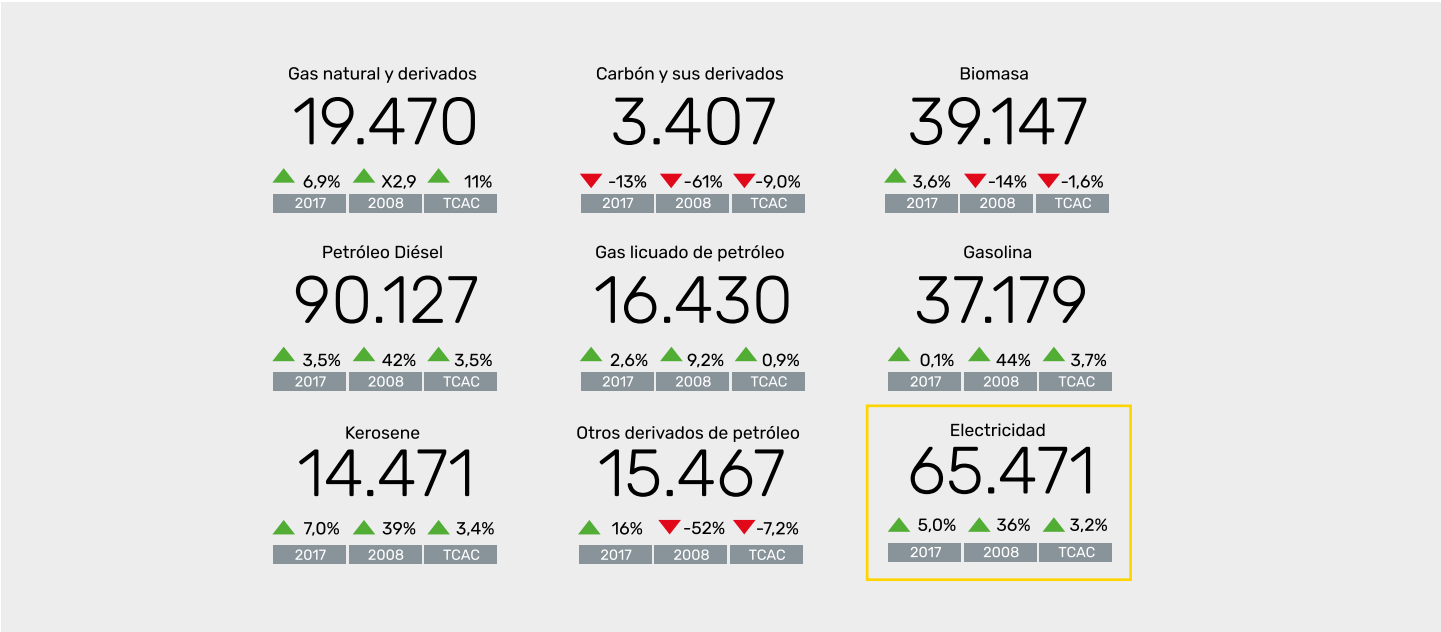 Gas natural y derivados
19.470
6,9% X2,9 11%
2017 2008 TCAC
Carbón y sus derivados
3.407
-13% -61% -9,0%
2017 2008 TCAC
Biomasa
39.147
3,6% -14% -1,6%
2017 2008 TCAC
Petróleo Diésel
90.127
3,5% 42% 3,5%
2017 2008 TCAC
Gas licuado de petróleo
16.430
2,6% 9,2% 0,9%
2017 2008 TCAC
Gasolina
37.179
0,1% 44% 3,7%
2017 2008 TCAC
Kerosene
14.471
7,0% 39% 3,4%
2017 2008 TCAC
Otros derivados de petróleo
15.467
16% -52% -7,2%
2017 2008 TCAC
Electricidad
65.471
5,0% 36% 3,2%
2017 2008 TCAC